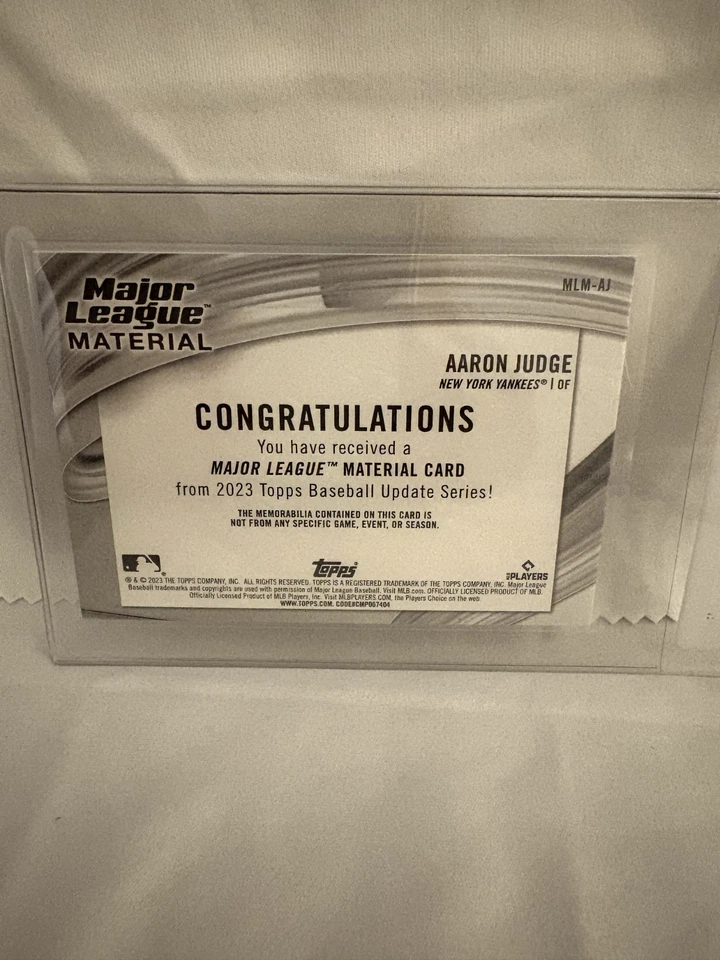 Major
League™
MATERIAL
MLM-AJ
AARON JUDGE
NEW YORK YANKEES® | OF
CONGRATULATIONS
You have received a
MAJOR LEAGUE™ MATERIAL CARD
from 2023 Topps Baseball Update Series!
THE MEMORABILIA CONTAINED ON THIS CARD IS
NOT FROM ANY SPECIFIC GAME, EVENT, OR SEASON.
topps®
MLB PLAYERS
® & © 2023 THE TOPPS COMPANY, INC. ALL RIGHTS RESERVED. TOPPS IS A REGISTERED TRADEMARK OF THE TOPPS COMPANY, INC. Major League
Baseball trademarks and copyrights are used with permission of Major League Baseball. Visit MLB.com. OFFICIALLY LICENSED PRODUCT OF MLB
Officially Licensed Product of MLB Players, Inc. Visit MLBPLAYERS.COM, the Players Choice on the web.
WWW.TOPPS.COM. CODE#CMP067404